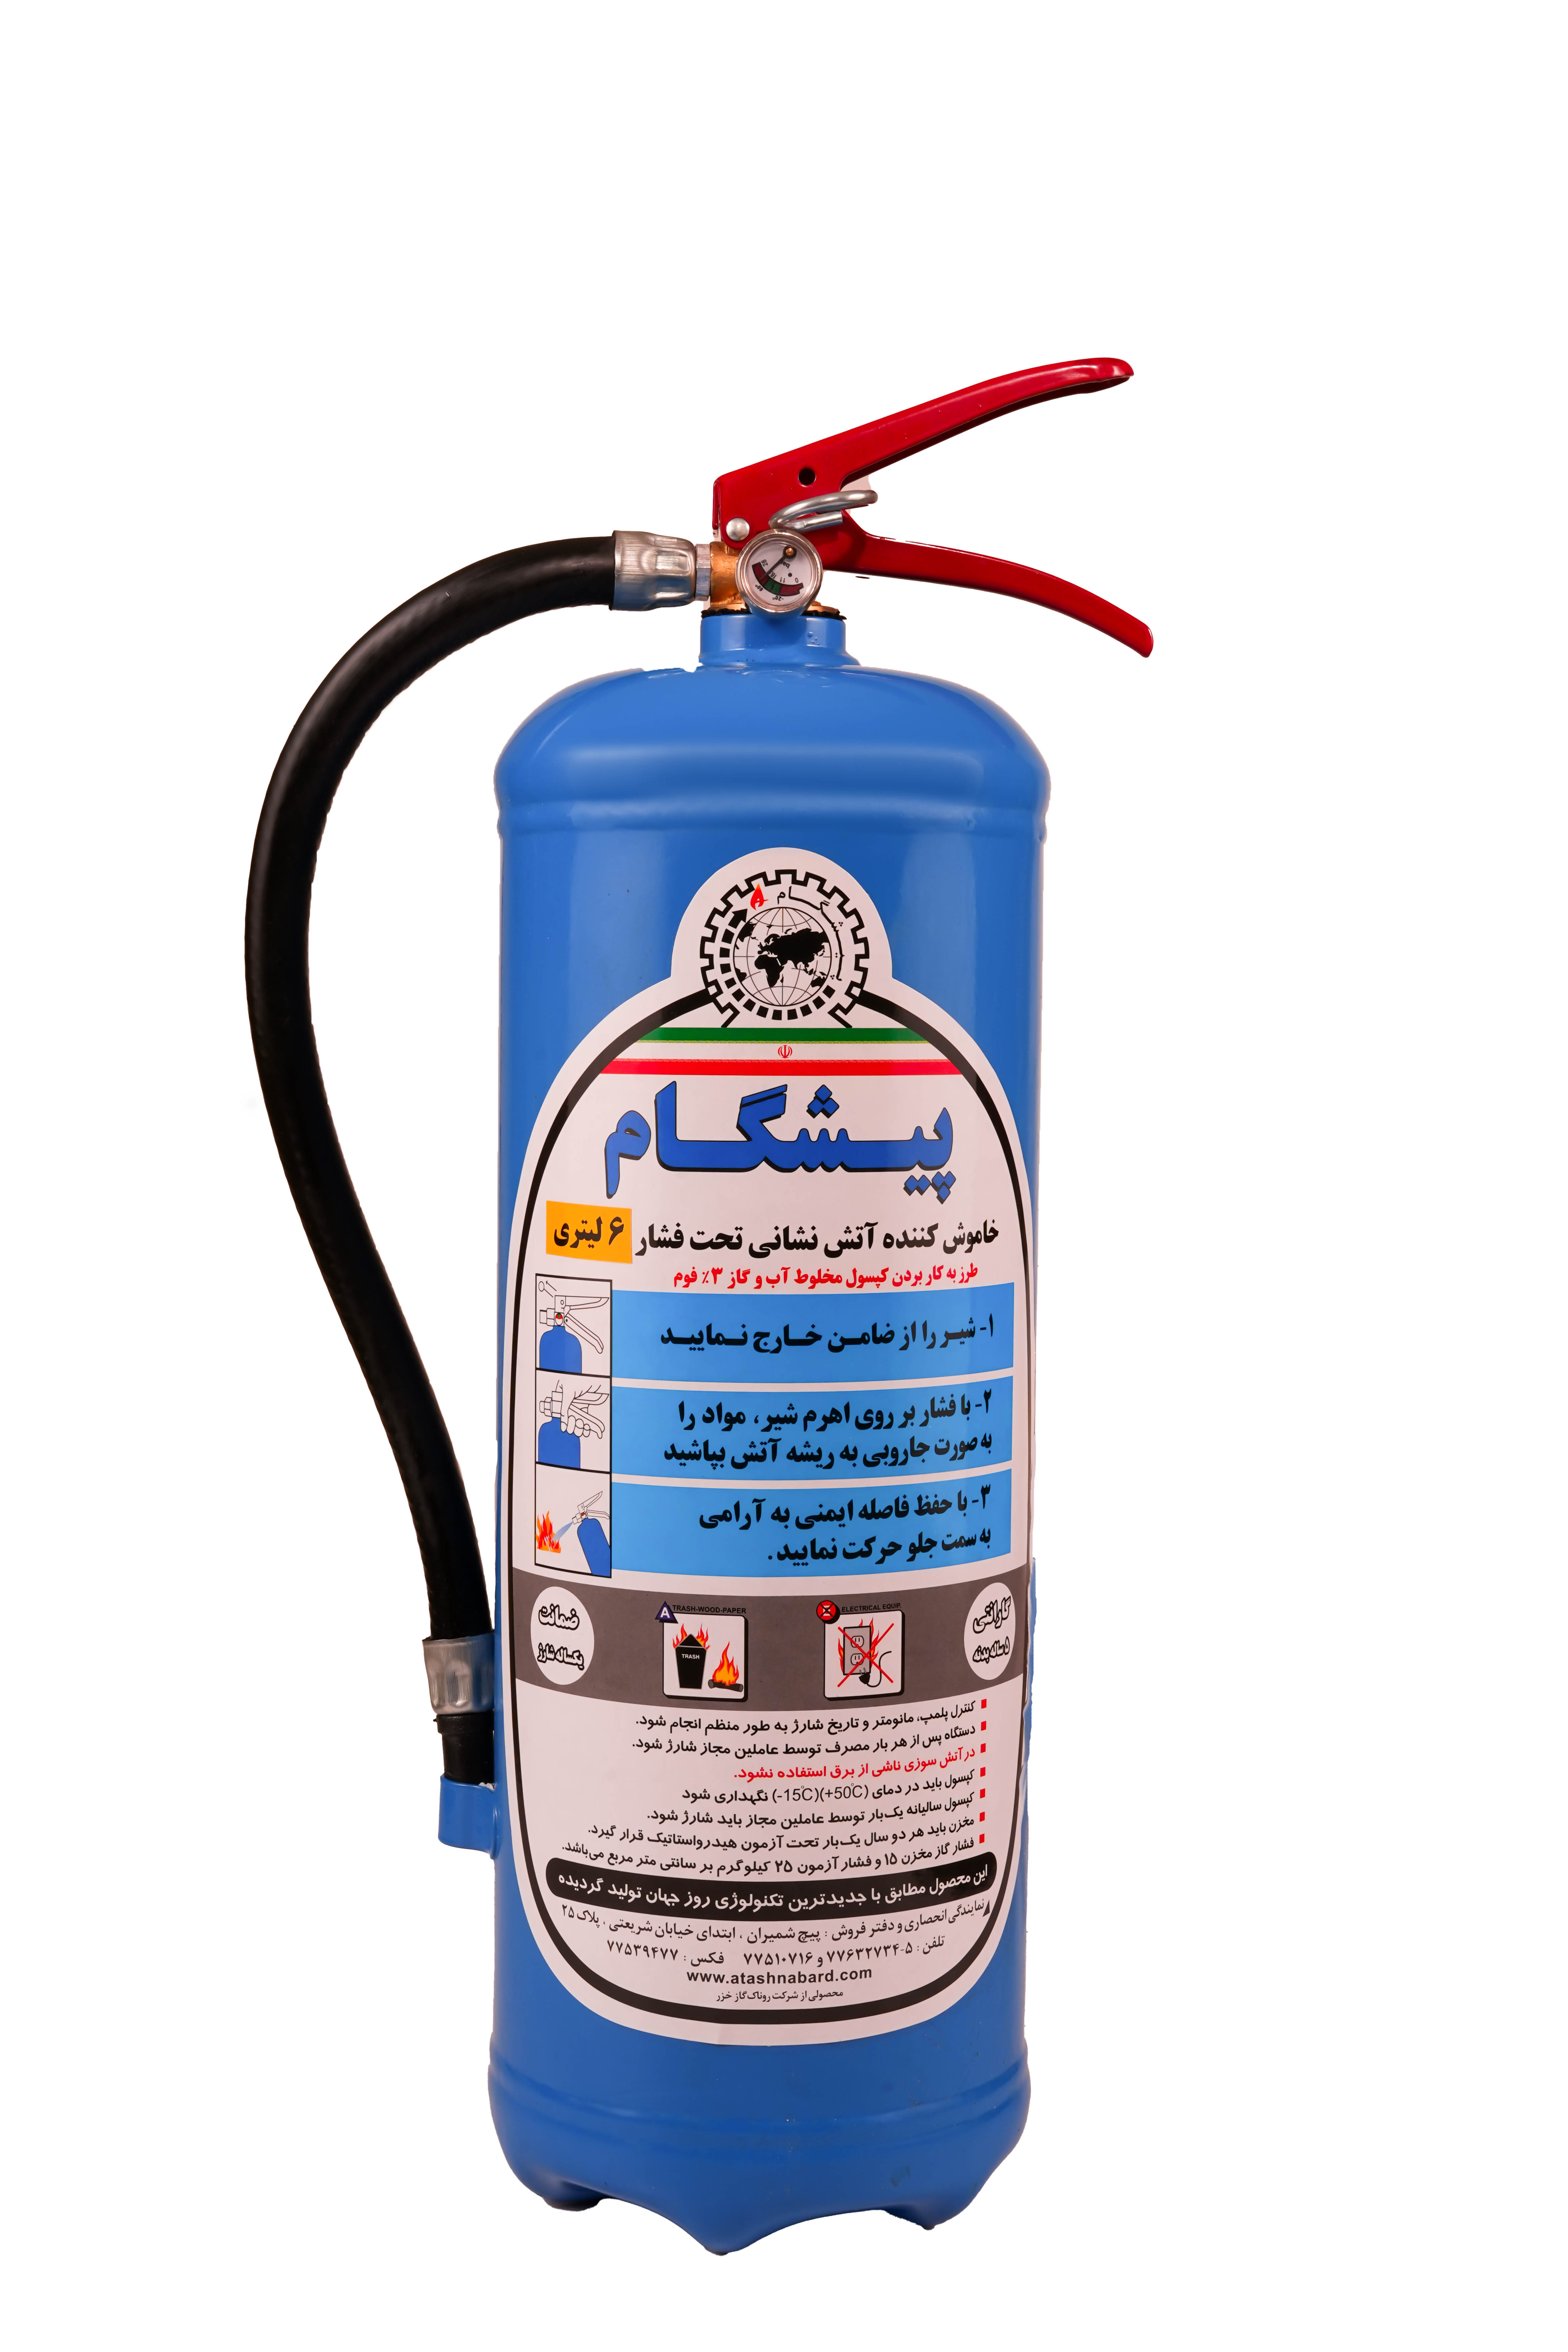 پیشگام
پیشگام
خاموش کننده آتش نشانی تحت فشار ۶ لیتری
طرز به کار بردن کپسول مخلوط آب و گاز ۳٪ فوم
۱- شیر را از ضامن خارج نمایید
۲- با فشار بر روی اهرم شیر، مواد را
به صورت جاروبی به ریشه آتش بپاشید
۳- با حفظ فاصله ایمنی به آرامی
به سمت جلو حرکت نمایید.
گارانتی
۵ ساله بدنه
ELECTRICAL EQUIP.
A TRASH-WOOD-PAPER
TRASH
ضمانت
یکساله شارژ
کنترل پلمپ، مانومتر و تاریخ شارژ به طور منظم انجام شود.
دستگاه پس از هر بار مصرف توسط عاملین مجاز شارژ شود.
درآتش سوزی ناشی از برق استفاده نشود.
کپسول باید در دمای (+50°C)(-15°C) نگهداری شود
کپسول سالیانه یک‌بار توسط عاملین مجاز باید شارژ شود.
مخزن باید هر دو سال یک‌بار تحت آزمون هیدرواستاتیک قرار گیرد.
فشار گاز مخزن ۱۵ و فشار آزمون ۲۵ کیلوگرم بر سانتی متر مربع می‌باشد.
این محصول مطابق با جدیدترین تکنولوژی روز جهان تولید گردیده
نمایندگی انحصاری و دفتر فروش : پیچ شمیران ، ابتدای خیابان شریعتی ، پلاک ۲۵
تلفن : ۵-۷۷۶۳۲۷۳۴ و ۷۷۵۱۰۷۱۶ فکس : ۷۷۵۳۹۴۷۷
www.atashnabard.com
محصولی از شرکت روناک گاز خزر